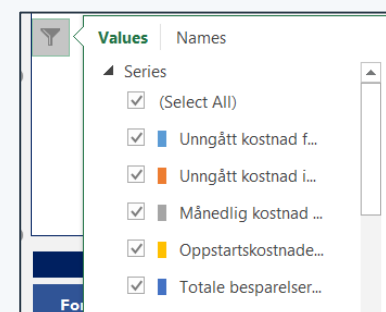 Values Names
Series
(Select All)
Unngått kostnad f...
Unngått kostnad i...
Månedlig kostnad ...
Oppstartskostnade...
Totale besparelser...